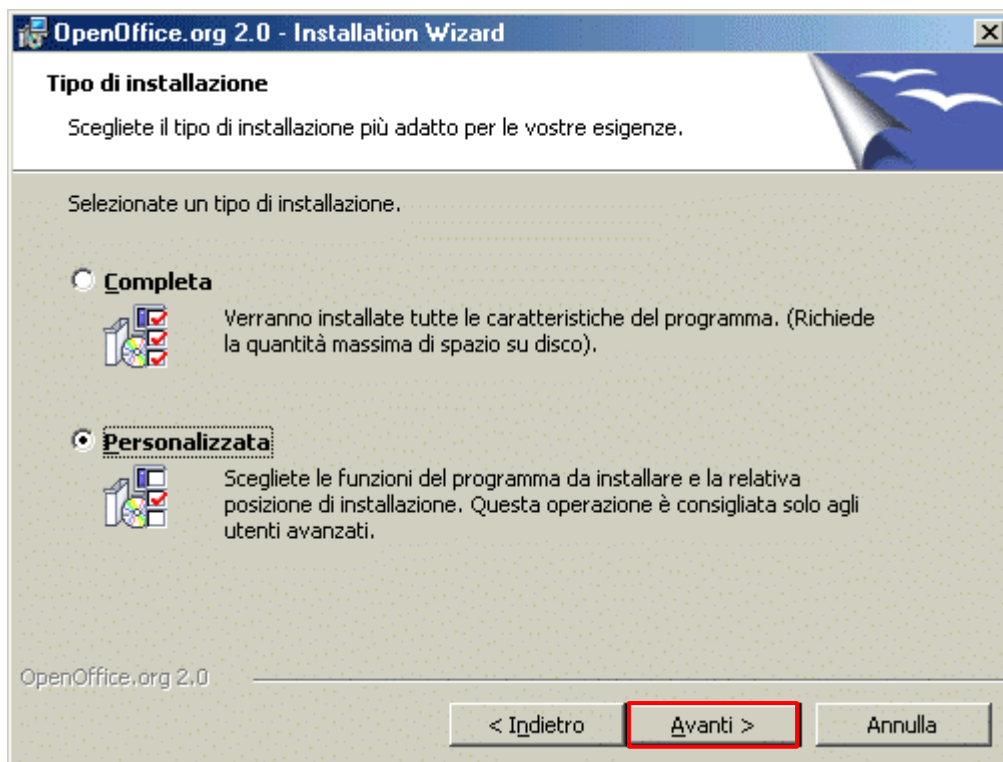 OpenOffice.org 2.0 - Installation Wizard
Tipo di installazione
Scegliete il tipo di installazione più adatto per le vostre esigenze.
Selezionate un tipo di installazione.
Completa
Verranno installate tutte le caratteristiche del programma. (Richiede
la quantità massima di spazio su disco).
Personalizzata
Scegliete le funzioni del programma da installare e la relativa
posizione di installazione. Questa operazione è consigliata solo agli
utenti avanzati.
OpenOffice.org 2.0
< Indietro
Avanti >
Annulla